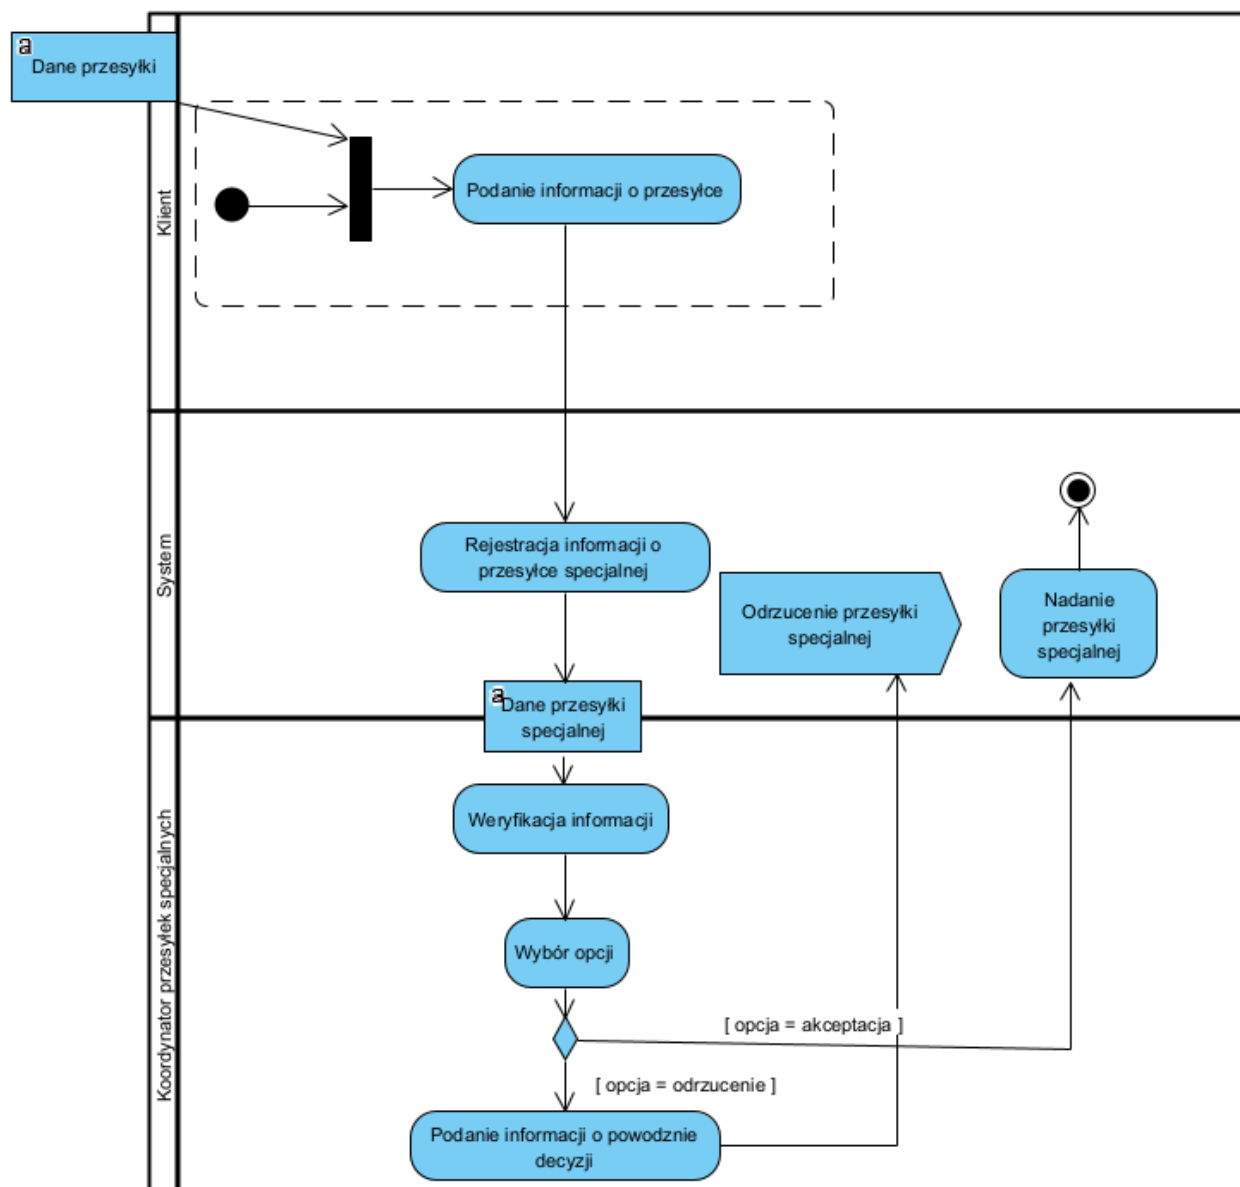 a
Dane przesyłki
Klient
Podanie informacji o przesyłce
System
Rejestracja informacji o
przesyłce specjalnej
Odrzucenie przesyłki
specjalnej
Nadanie
przesyłki
specjalnej
a
Dane przesyłki
specjalnej
Koordynator przesyłek specjalnych
Weryfikacja informacji
Wybór opcji
[ opcja = akceptacja ]
[ opcja = odrzucenie ]
Podanie informacji o powodznie
decyzji